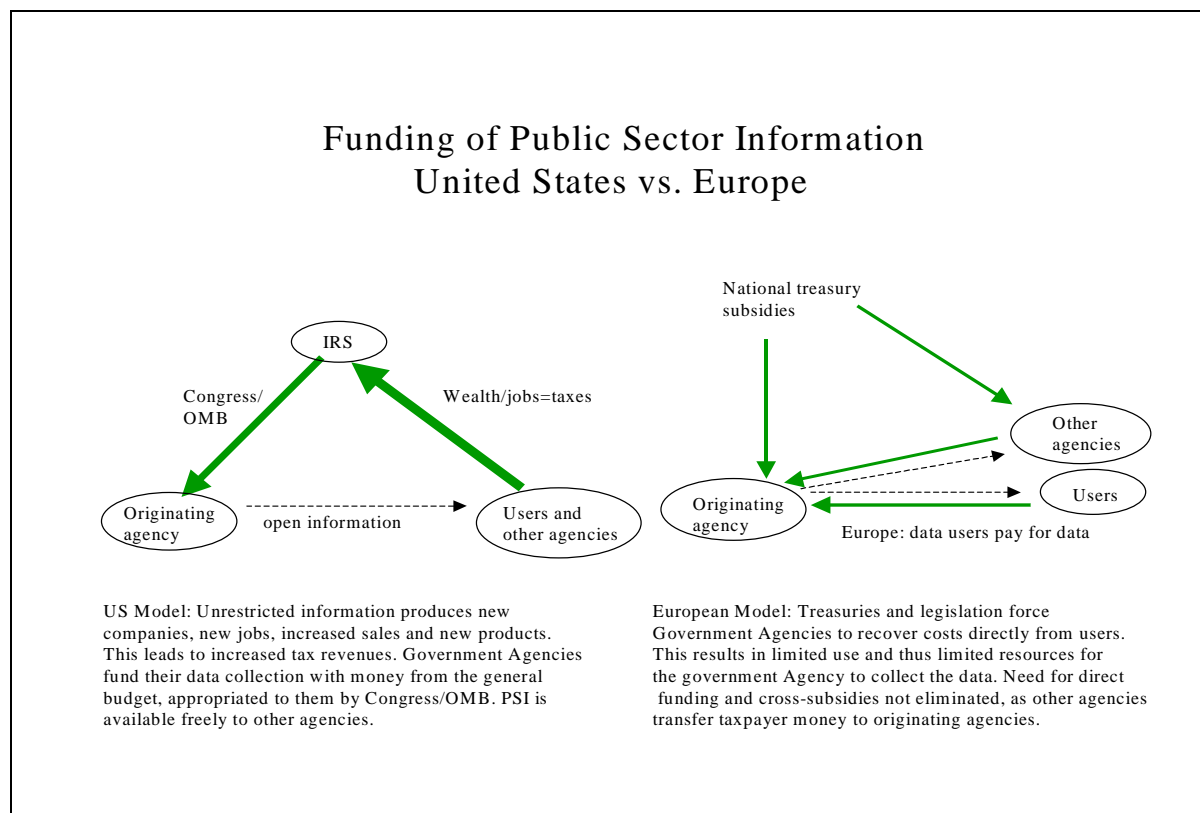 Funding of Public Sector Information
United States vs. Europe
IRS
Congress/
OMB
Wealth/jobs=taxes
Originating
agency
open information
Users and
other agencies
National treasury
subsidies
Other
agencies
Users
Originating
agency
Europe: data users pay for data
US Model: Unrestricted information produces new
companies, new jobs, increased sales and new products.
This leads to increased tax revenues. Government Agencies
fund their data collection with money from the general
budget, appropriated to them by Congress/OMB. PSI is
available freely to other agencies.
European Model: Treasuries and legislation force
Government Agencies to recover costs directly from users.
This results in limited use and thus limited resources for
the government Agency to collect the data. Need for direct
funding and cross-subsidies not eliminated, as other agencies
transfer taxpayer money to originating agencies.